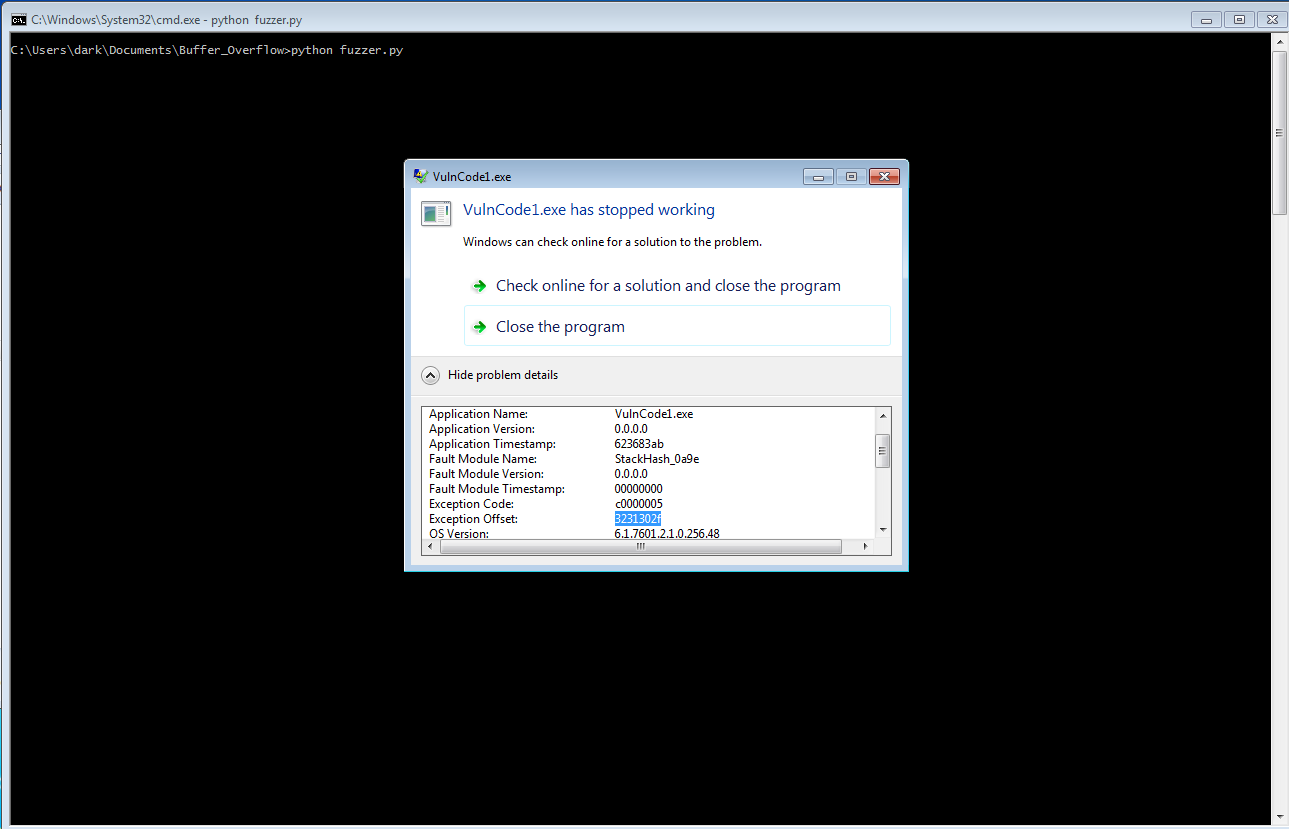 C:\Windows\System32\cmd.exe - python fuzzer.py
C:\Users\dark\Documents\Buffer_Overflow>python fuzzer.py
VulnCode1.exe
VulnCode1.exe has stopped working
Windows can check online for a solution to the problem.
Check online for a solution and close the program
Close the program
Hide problem details
Application Name: VulnCode1.exe
Application Version: 0.0.0.0
Application Timestamp: 623683ab
Fault Module Name: StackHash_0a9e
Fault Module Version: 0.0.0.0
Fault Module Timestamp: 00000000
Exception Code: c0000005
Exception Offset: 3231302f
OS Version: 6.1.7601.2.1.0.256.48